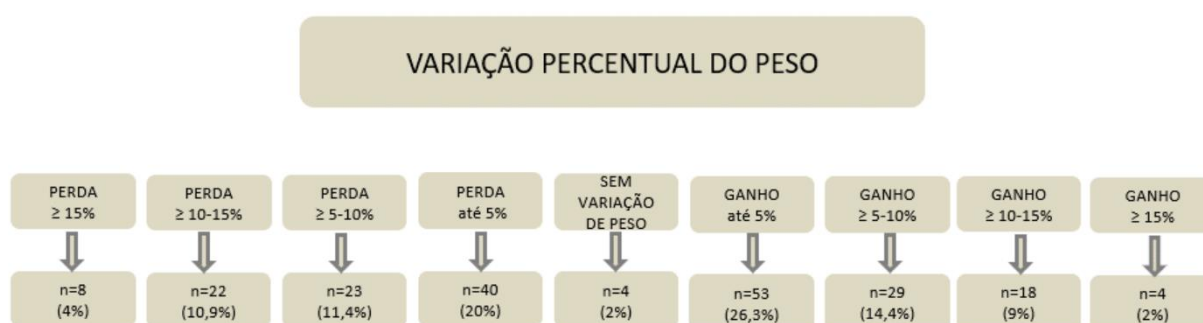 VARIAÇÃO PERCENTUAL DO PESO
PERDA
≥ 15%
PERDA
≥ 10-15%
PERDA
≥ 5-10%
PERDA
até 5%
SEM
VARIAÇÃO
DE PESO
GANHO
até 5%
GANHO
≥ 5-10%
GANHO
≥ 10-15%
GANHO
≥ 15%
n=8
(4%)
n=22
(10,9%)
n=23
(11,4%)
n=40
(20%)
n=4
(2%)
n=53
(26,3%)
n=29
(14,4%)
n=18
(9%)
n=4
(2%)